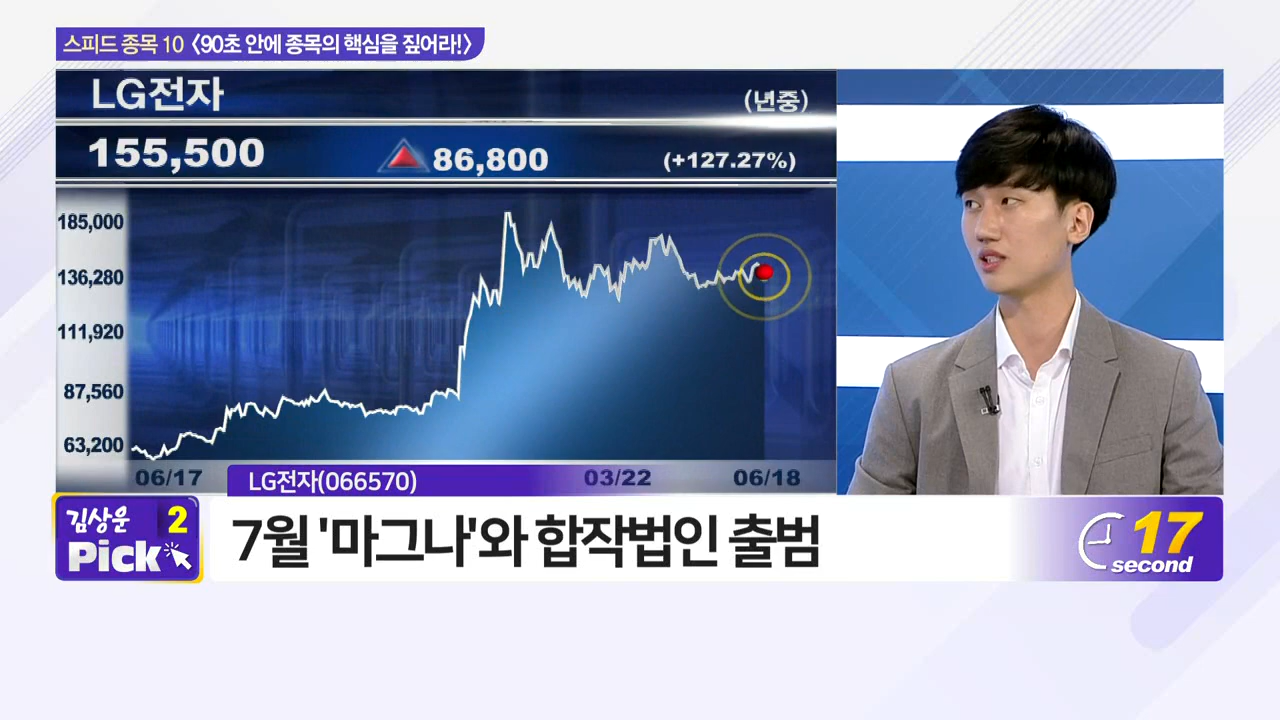 스피드 종목 10 <90초 안에 종목의 핵심을 짚어라!>
LG전자 (년중)
155,500 86,800 (+127.27%)
185,000
136,280
111,920
87,560
63,200
06/17 03/22 06/18
LG전자(066570)
김상운 2
Pick
7월 '마그나'와 합작법인 출범
17
second